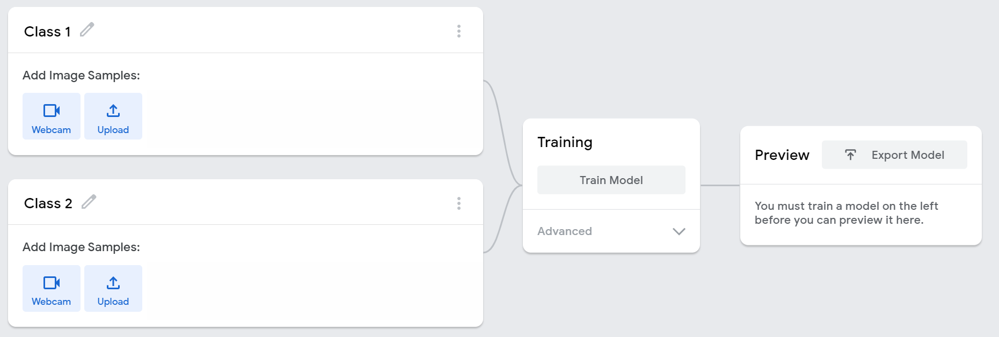 Class 1
Add Image Samples:
Webcam
Upload
Class 2
Add Image Samples:
Webcam
Upload
Training
Train Model
Advanced
Preview
Export Model
You must train a model on the left
before you can preview it here.